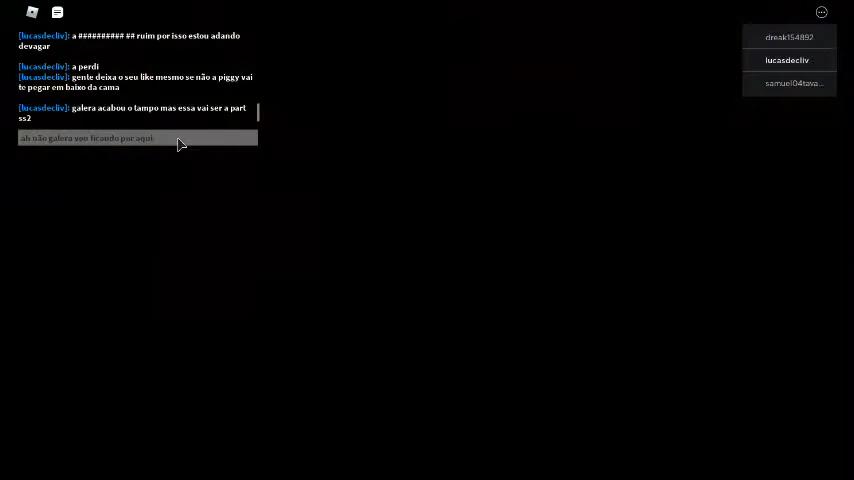 [lucasdecliv]: a ########## ## ruim por isso estou adando
devagar
[lucasdecliv]: a perdi
[lucasdecliv]: gente deixa o seu like mesmo se não a piggy vai
te pegar em baixo da cama
[lucasdecliv]: galera acabou o tampo mas essa vai ser a part
ss2
ah não galera vou ficando por aqui
dreak154892
lucasdecliv
samuel04tava...